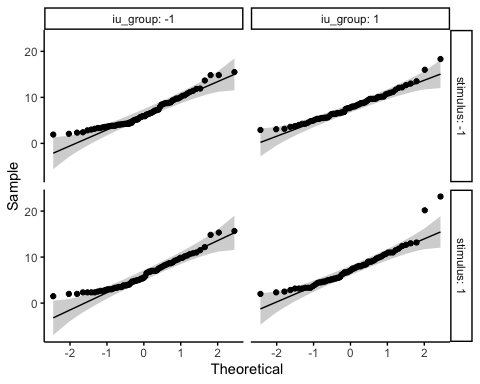 iu_group: -1
iu_group: 1
20
10
0
stimulus: -1
Sample
20
10
0
stimulus: 1
-2 -1 0 1 2
-2 -1 0 1 2
Theoretical